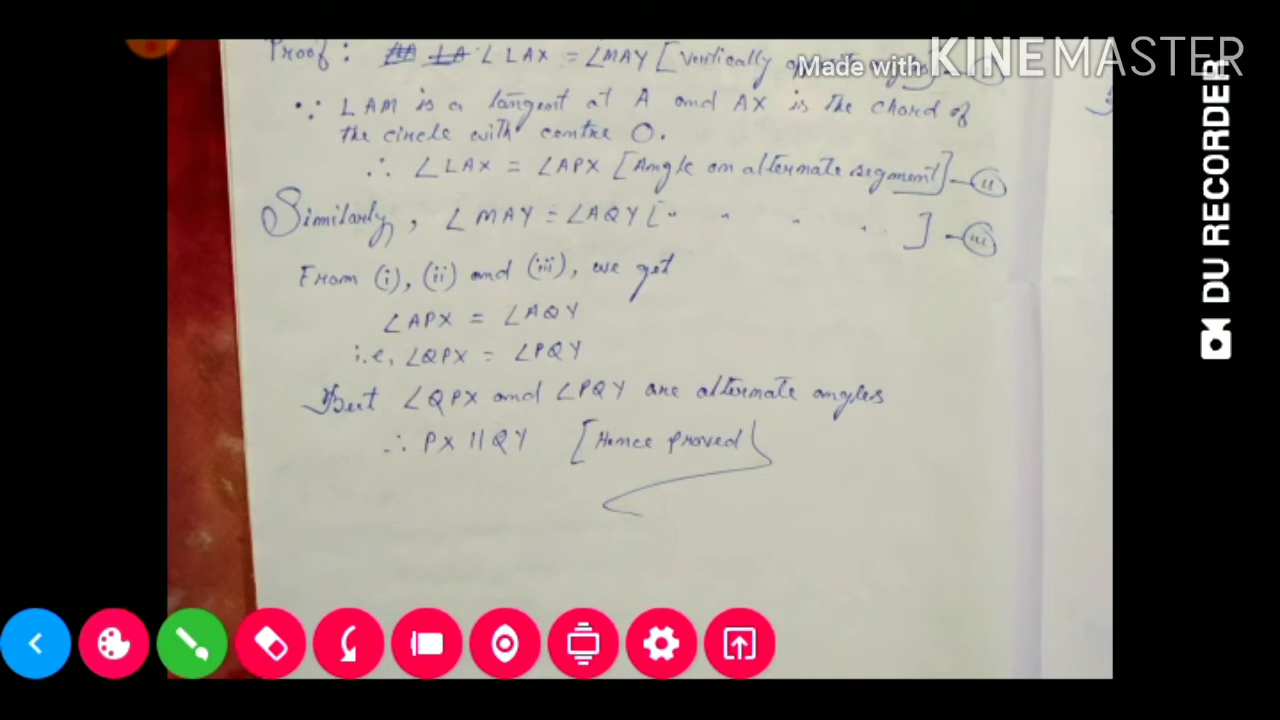 Proof : ∠LAX = ∠MAY [Vertically
Made with KINEMASTER
∵ LAM is a tangent at A and AX is the chord of
the circle with centre O.
∴ ∠LAX = ∠APX [Angle on alternate segment] — (ii)
Similarly, ∠MAY = ∠AQY [ " " " " ] — (iii)
From (i), (ii) and (iii), we get
∠APX = ∠AQY
i.e, ∠QPX = ∠PQY
But ∠QPX and ∠PQY are alternate angles
∴ PX || QY [Hence proved]
DU RECORDER